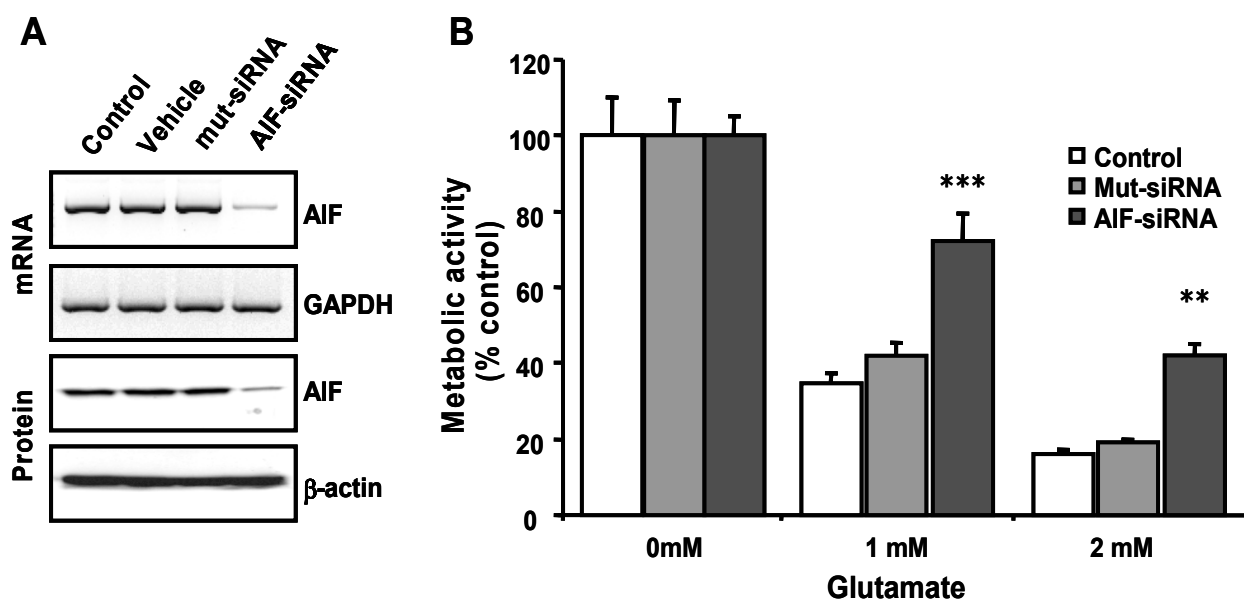 A
Control
Vehicle
mut-siRNA
AIF-siRNA
mRNA
AIF
GAPDH
Protein
AIF
β-actin
B
Metabolic activity
(% control)
120
100
80
60
40
20
0
***
**
Control
Mut-siRNA
AIF-siRNA
0mM
1 mM
2 mM
Glutamate